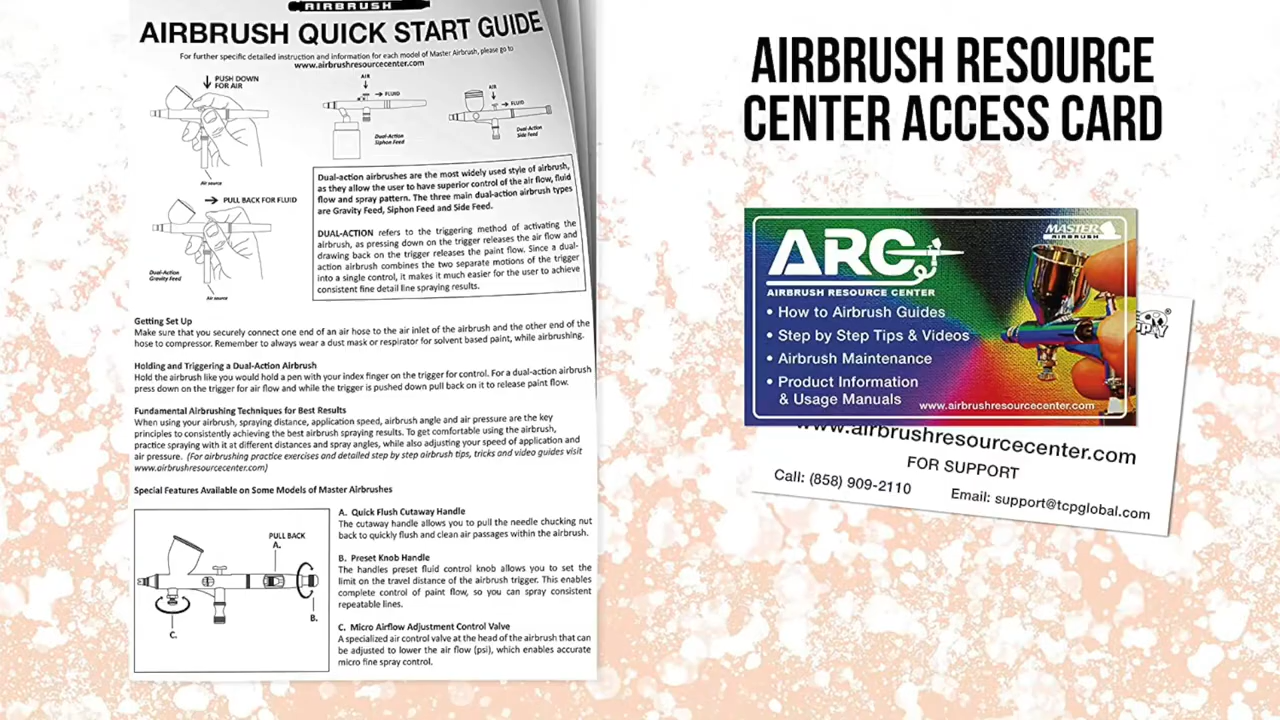 AIRBRUSH
AIRBRUSH QUICK START GUIDE
For further specific detailed instruction and information for each model of Master Airbrush, please go to
www.airbrushresourcecenter.com
PUSH DOWN
FOR AIR
Air source
AIR
FLUID
Dual-Action
Siphon Feed
AIR
FLUID
Dual-Action
Side Feed
PULL BACK FOR FLUID
Dual-Action
Gravity Feed
Air source
Dual-action airbrushes are the most widely used style of airbrush,
as they allow the user to have superior control of the air flow, fluid
flow and spray pattern. The three main dual-action airbrush types
are Gravity Feed, Siphon Feed and Side Feed.
DUAL-ACTION refers to the triggering method of activating the
airbrush, as pressing down on the trigger releases the air flow and
drawing back on the trigger releases the paint flow. Since a dual-
action airbrush combines the two separate motions of the trigger
into a single control, it makes it much easier for the user to achieve
consistent fine detail line spraying results.
Getting Set Up
Make sure that you securely connect one end of an air hose to the air inlet of the airbrush and the other end of the
hose to compressor. Remember to always wear a dust mask or respirator for solvent based paint, while airbrushing.
Holding and Triggering a Dual-Action Airbrush
Hold the airbrush like you would hold a pen with your index finger on the trigger for control. For a dual-action airbrush
press down on the trigger for air flow and while the trigger is pushed down pull back on it to release paint flow.
Fundamental Airbrushing Techniques for Best Results
When using your airbrush, spraying distance, application speed, airbrush angle and air pressure are the key
principles to consistently achieving the best airbrush spraying results. To get comfortable using the airbrush,
practice spraying with it at different distances and spray angles, while also adjusting your speed of application and
air pressure. (For airbrushing practice exercises and detailed step by step airbrush tips, tricks and video guides visit
www.airbrushresourcecenter.com)
Special Features Available on Some Models of Master Airbrushes
PULL BACK
A.
B.
C.
A. Quick Flush Cutaway Handle
The cutaway handle allows you to pull the needle chucking nut
back to quickly flush and clean air passages within the airbrush.
B. Preset Knob Handle
The handles preset fluid control knob allows you to set the
limit on the travel distance of the airbrush trigger. This enables
complete control of paint flow, so you can spray consistent
repeatable lines.
C. Micro Airflow Adjustment Control Valve
A specialized air control valve at the head of the airbrush that can
be adjusted to lower the air flow (psi), which enables accurate
micro fine spray control.
AIRBRUSH RESOURCE
CENTER ACCESS CARD
MASTER
AIRBRUSH
ARC
AIRBRUSH RESOURCE CENTER
• How to Airbrush Guides
• Step by Step Tips & Videos
• Airbrush Maintenance
• Product Information
& Usage Manuals
www.airbrushresourcecenter.com
www.airbrushresourcecenter.com
FOR SUPPORT
Call: (858) 909-2110
Email: support@tcpglobal.com